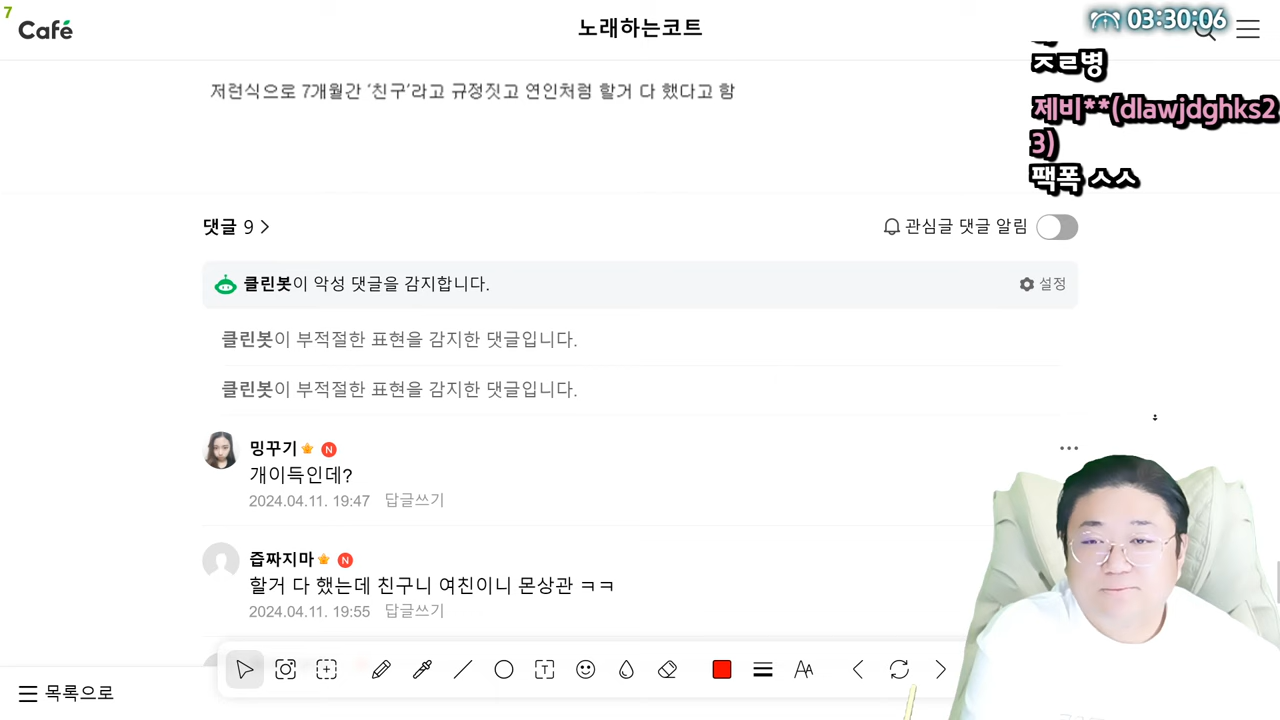 7
Café
노래하는코트
03:30:06
ㅈㄹ병
제비**(dlawjdghks2
3)
팩폭 ㅅㅅ
저런식으로 7개월간 ‘친구’라고 규정짓고 연인처럼 할거 다 했다고 함
댓글 9
관심글 댓글 알림
클린봇이 악성 댓글을 감지합니다.
설정
클린봇이 부적절한 표현을 감지한 댓글입니다.
클린봇이 부적절한 표현을 감지한 댓글입니다.
밍꾸기 N
개이득인데?
2024.04.11. 19:47 답글쓰기
즙짜지마 N
할거 다 했는데 친구니 여친이니 몬상관 ㅋㅋ
2024.04.11. 19:55 답글쓰기
목록으로